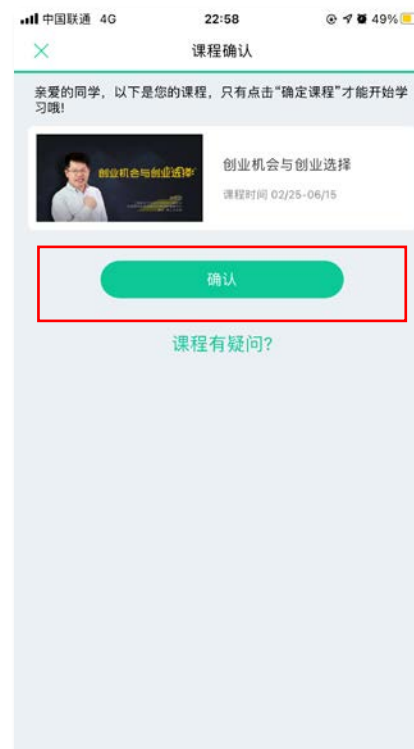 中国联通 4G 22:58 49%
课程确认
亲爱的同学，以下是您的课程，只有点击“确定课程”才能开始学
习哦!
创业机会与创业选择
创业机会与创业选择
课程时间 02/25-06/15
确认
课程有疑问?